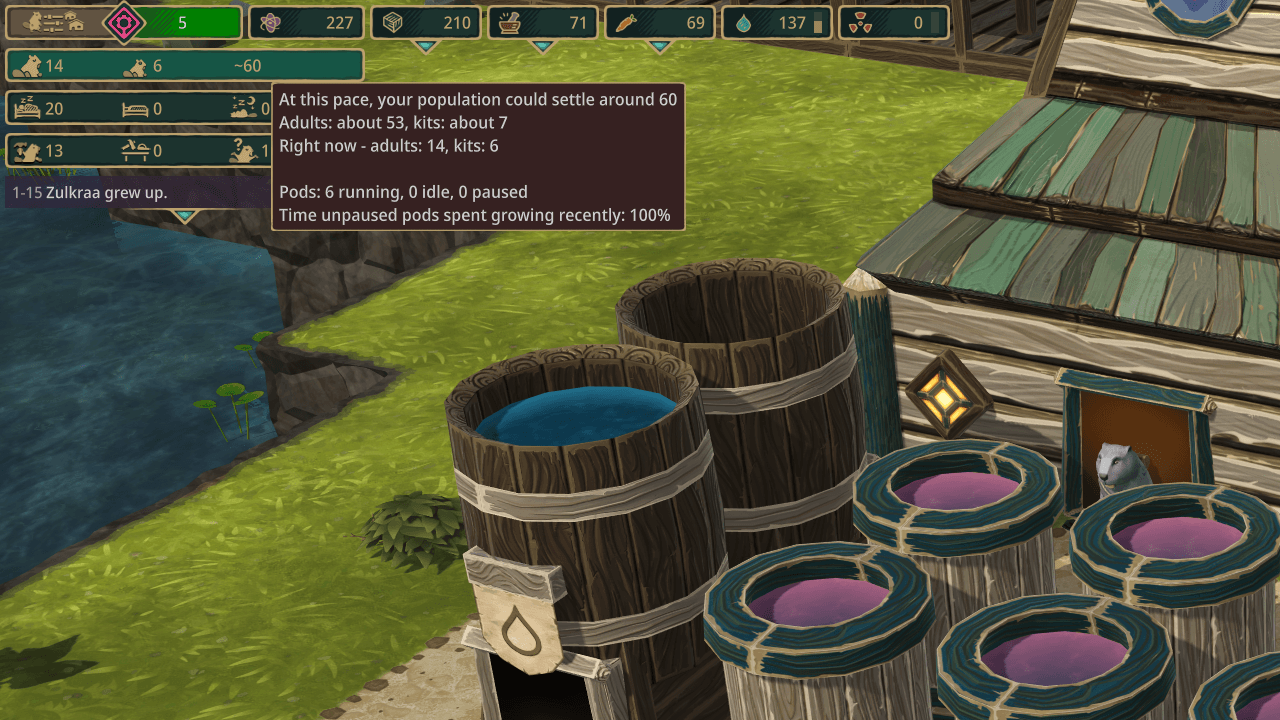 5
227
210
71
69
137
0
14
6
~60
20
0
0
13
0
1
At this pace, your population could settle around 60
Adults: about 53, kits: about 7
Right now - adults: 14, kits: 6
Pods: 6 running, 0 idle, 0 paused
Time unpaused pods spent growing recently: 100%
1-15 Zulkraa grew up.